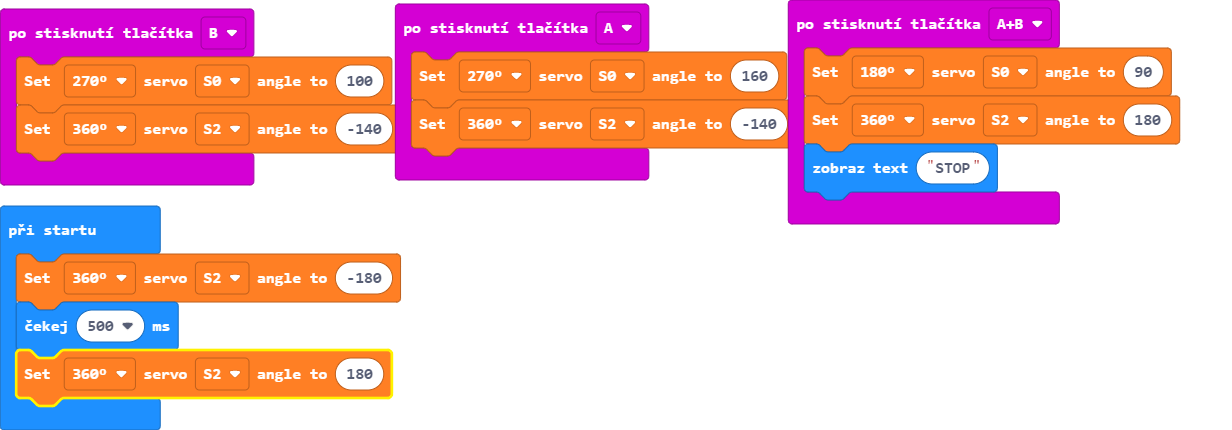 po stisknutí tlačítka B
Set 270º servo S0 angle to 100
Set 360º servo S2 angle to -140
po stisknutí tlačítka A
Set 270º servo S0 angle to 160
Set 360º servo S2 angle to -140
po stisknutí tlačítka A+B
Set 180º servo S0 angle to 90
Set 360º servo S2 angle to 180
zobraz text "STOP"
při startu
Set 360º servo S2 angle to -180
čekej 500 ms
Set 360º servo S2 angle to 180